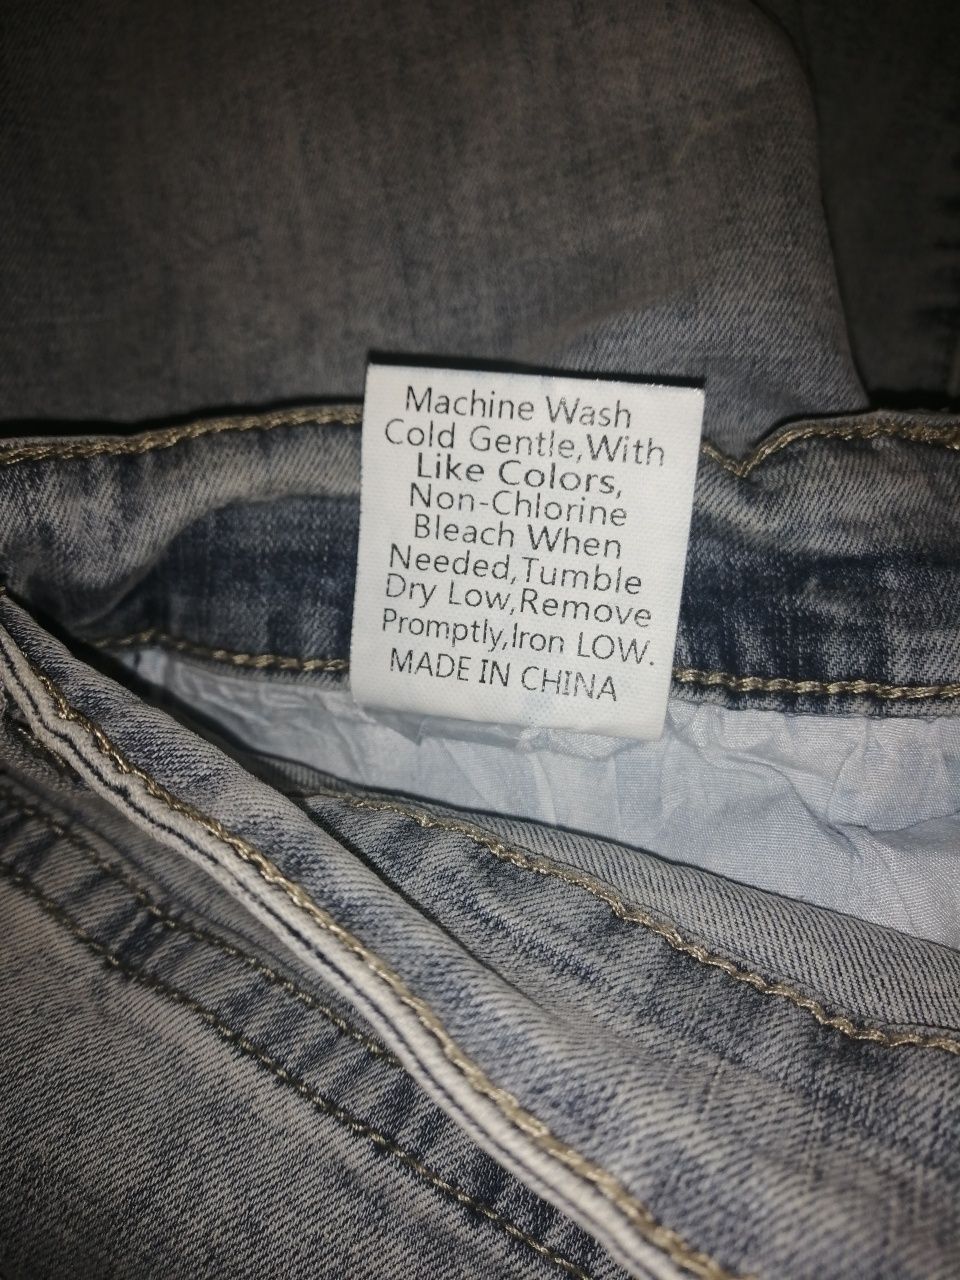 Machine Wash
Cold Gentle,With
Like Colors,
Non-Chlorine
Bleach When
Needed,Tumble
Dry Low,Remove
Promptly,Iron LOW.
MADE IN CHINA